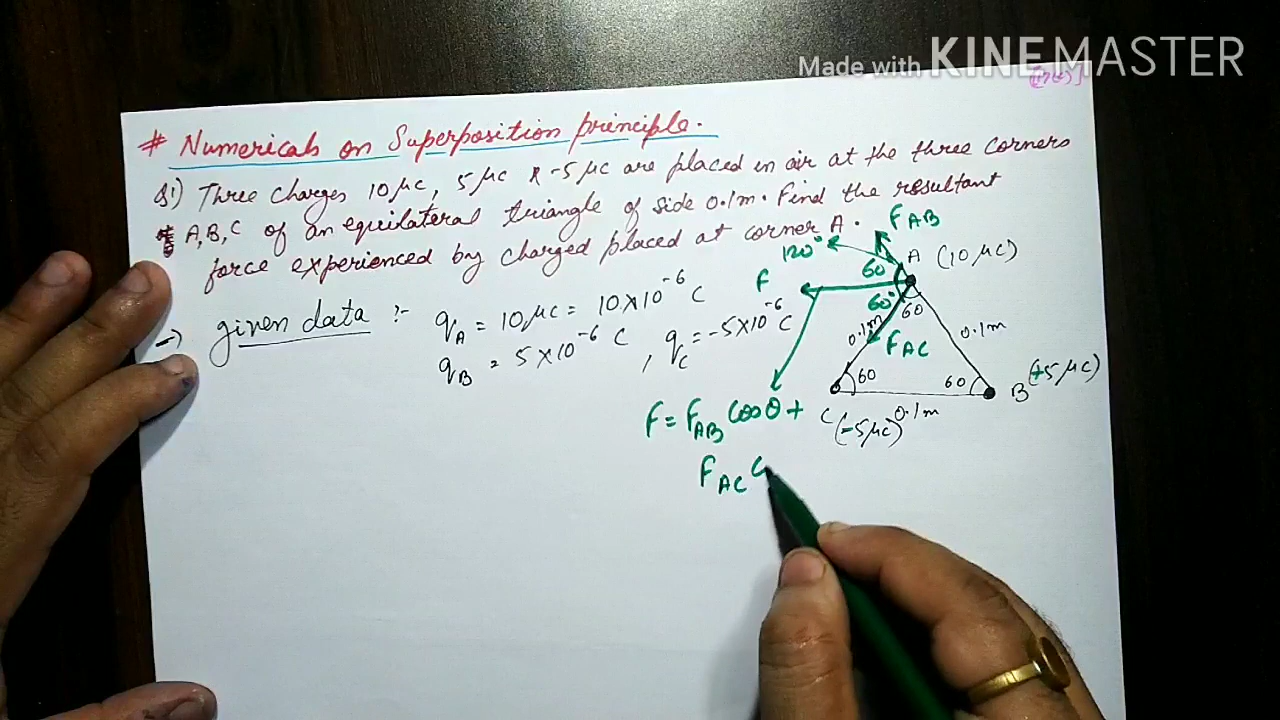 Made with KINEMASTER
# Numericals on Superposition principle.
Q1) Three charges 10μc, 5μc & -5μc are placed in air at the three corners
A, B, C of an equilateral triangle of side 0.1m. Find the resultant
force experienced by charged placed at corner A.
→ given data :- qA = 10μc = 10×10⁻⁶ C
qB = 5×10⁻⁶ C , qC = -5×10⁻⁶ C
FAB
120°
60 A (10μc)
F
60°
60
0.1m 0.1m
FAC
60 60 B (+5μc)
C (-5μc) 0.1m
F = FAB Cosθ +
FAC C